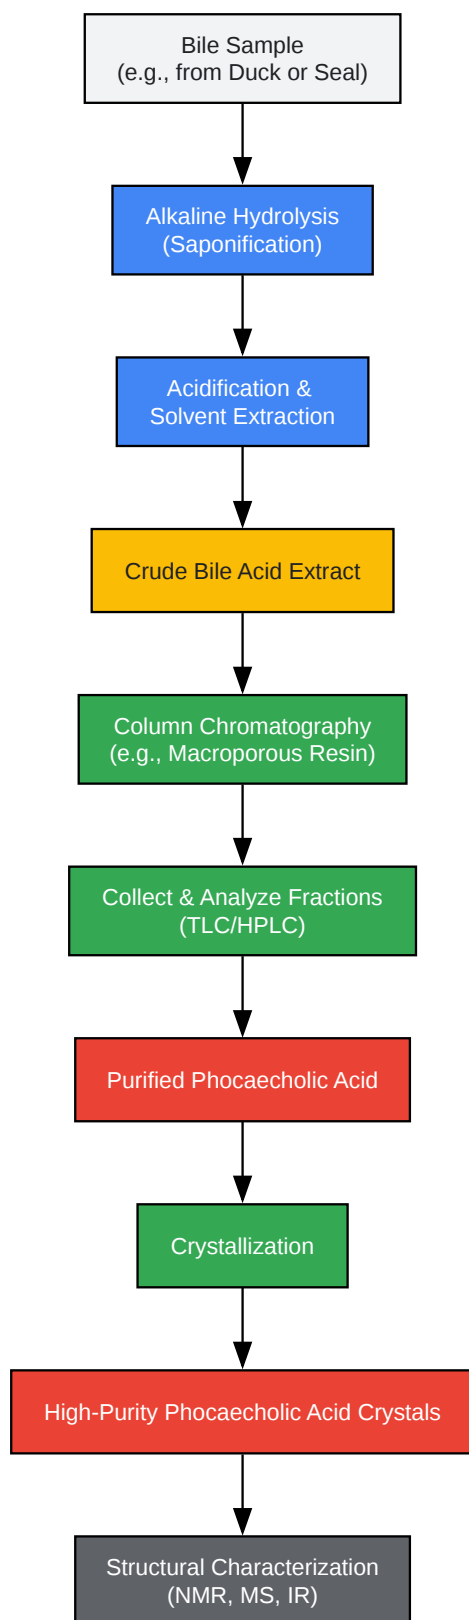 Bile Sample
(e.g., from Duck or Seal)
Alkaline Hydrolysis
(Saponification)
Acidification &
Solvent Extraction
Crude Bile Acid Extract
Column Chromatography
(e.g., Macroporous Resin)
Collect & Analyze Fractions
(TLC/HPLC)
Purified Phocaecholic Acid
Crystallization
High-Purity Phocaecholic Acid Crystals
Structural Characterization
(NMR, MS, IR)